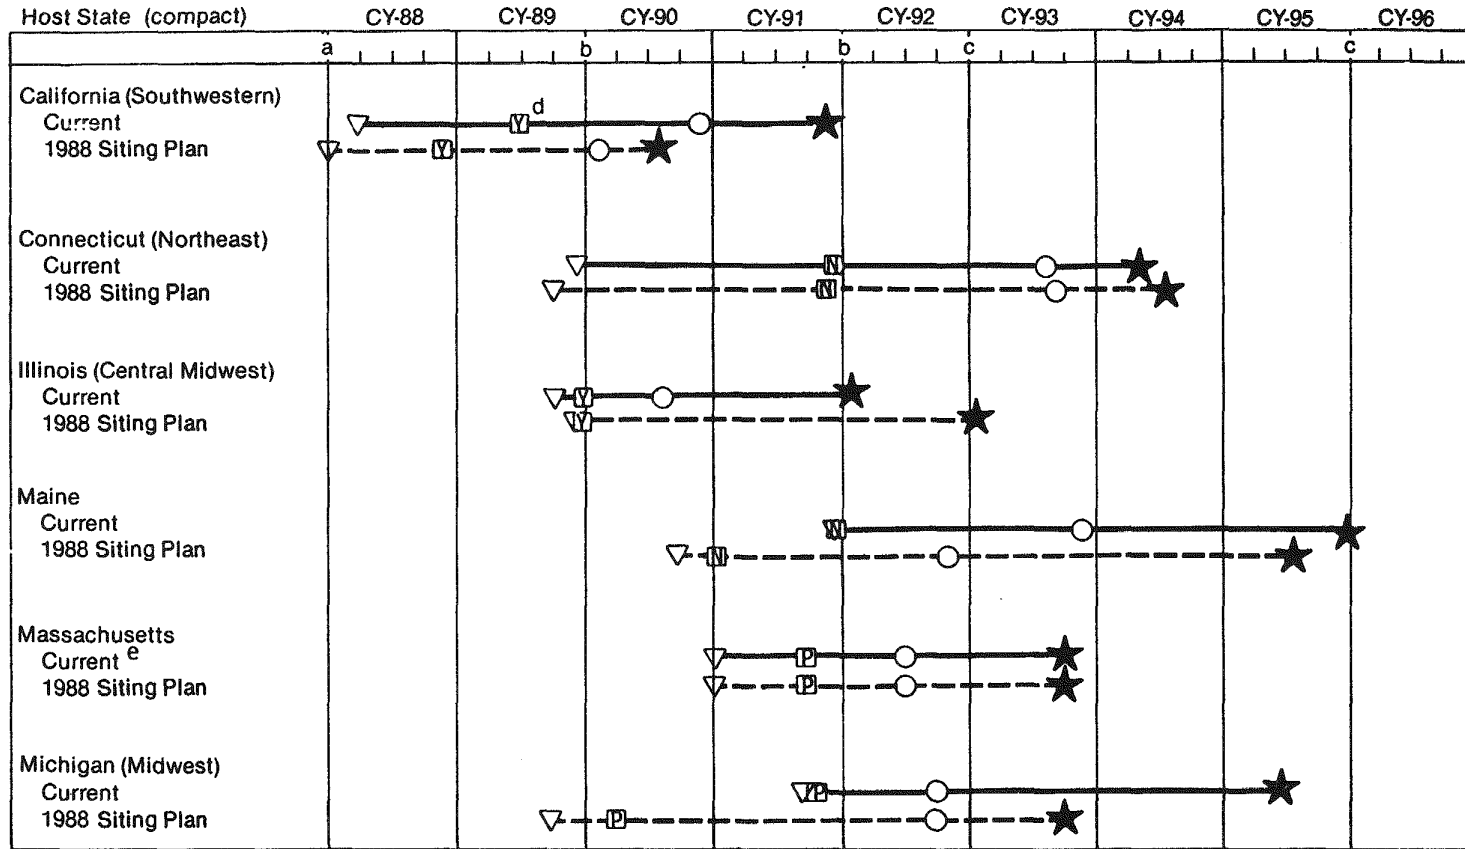 Host State (compact) CY-88 CY-89 CY-90 CY-91 CY-92 CY-93 CY-94 CY-95 CY-96
a b b c c
California (Southwestern)
Current Y d
1988 Siting Plan Y
Connecticut (Northeast)
Current N
1988 Siting Plan N
Illinois (Central Midwest)
Current Y
1988 Siting Plan Y
Maine
Current N
1988 Siting Plan N
Massachusetts
Current e P
1988 Siting Plan P
Michigan (Midwest)
Current P
1988 Siting Plan P